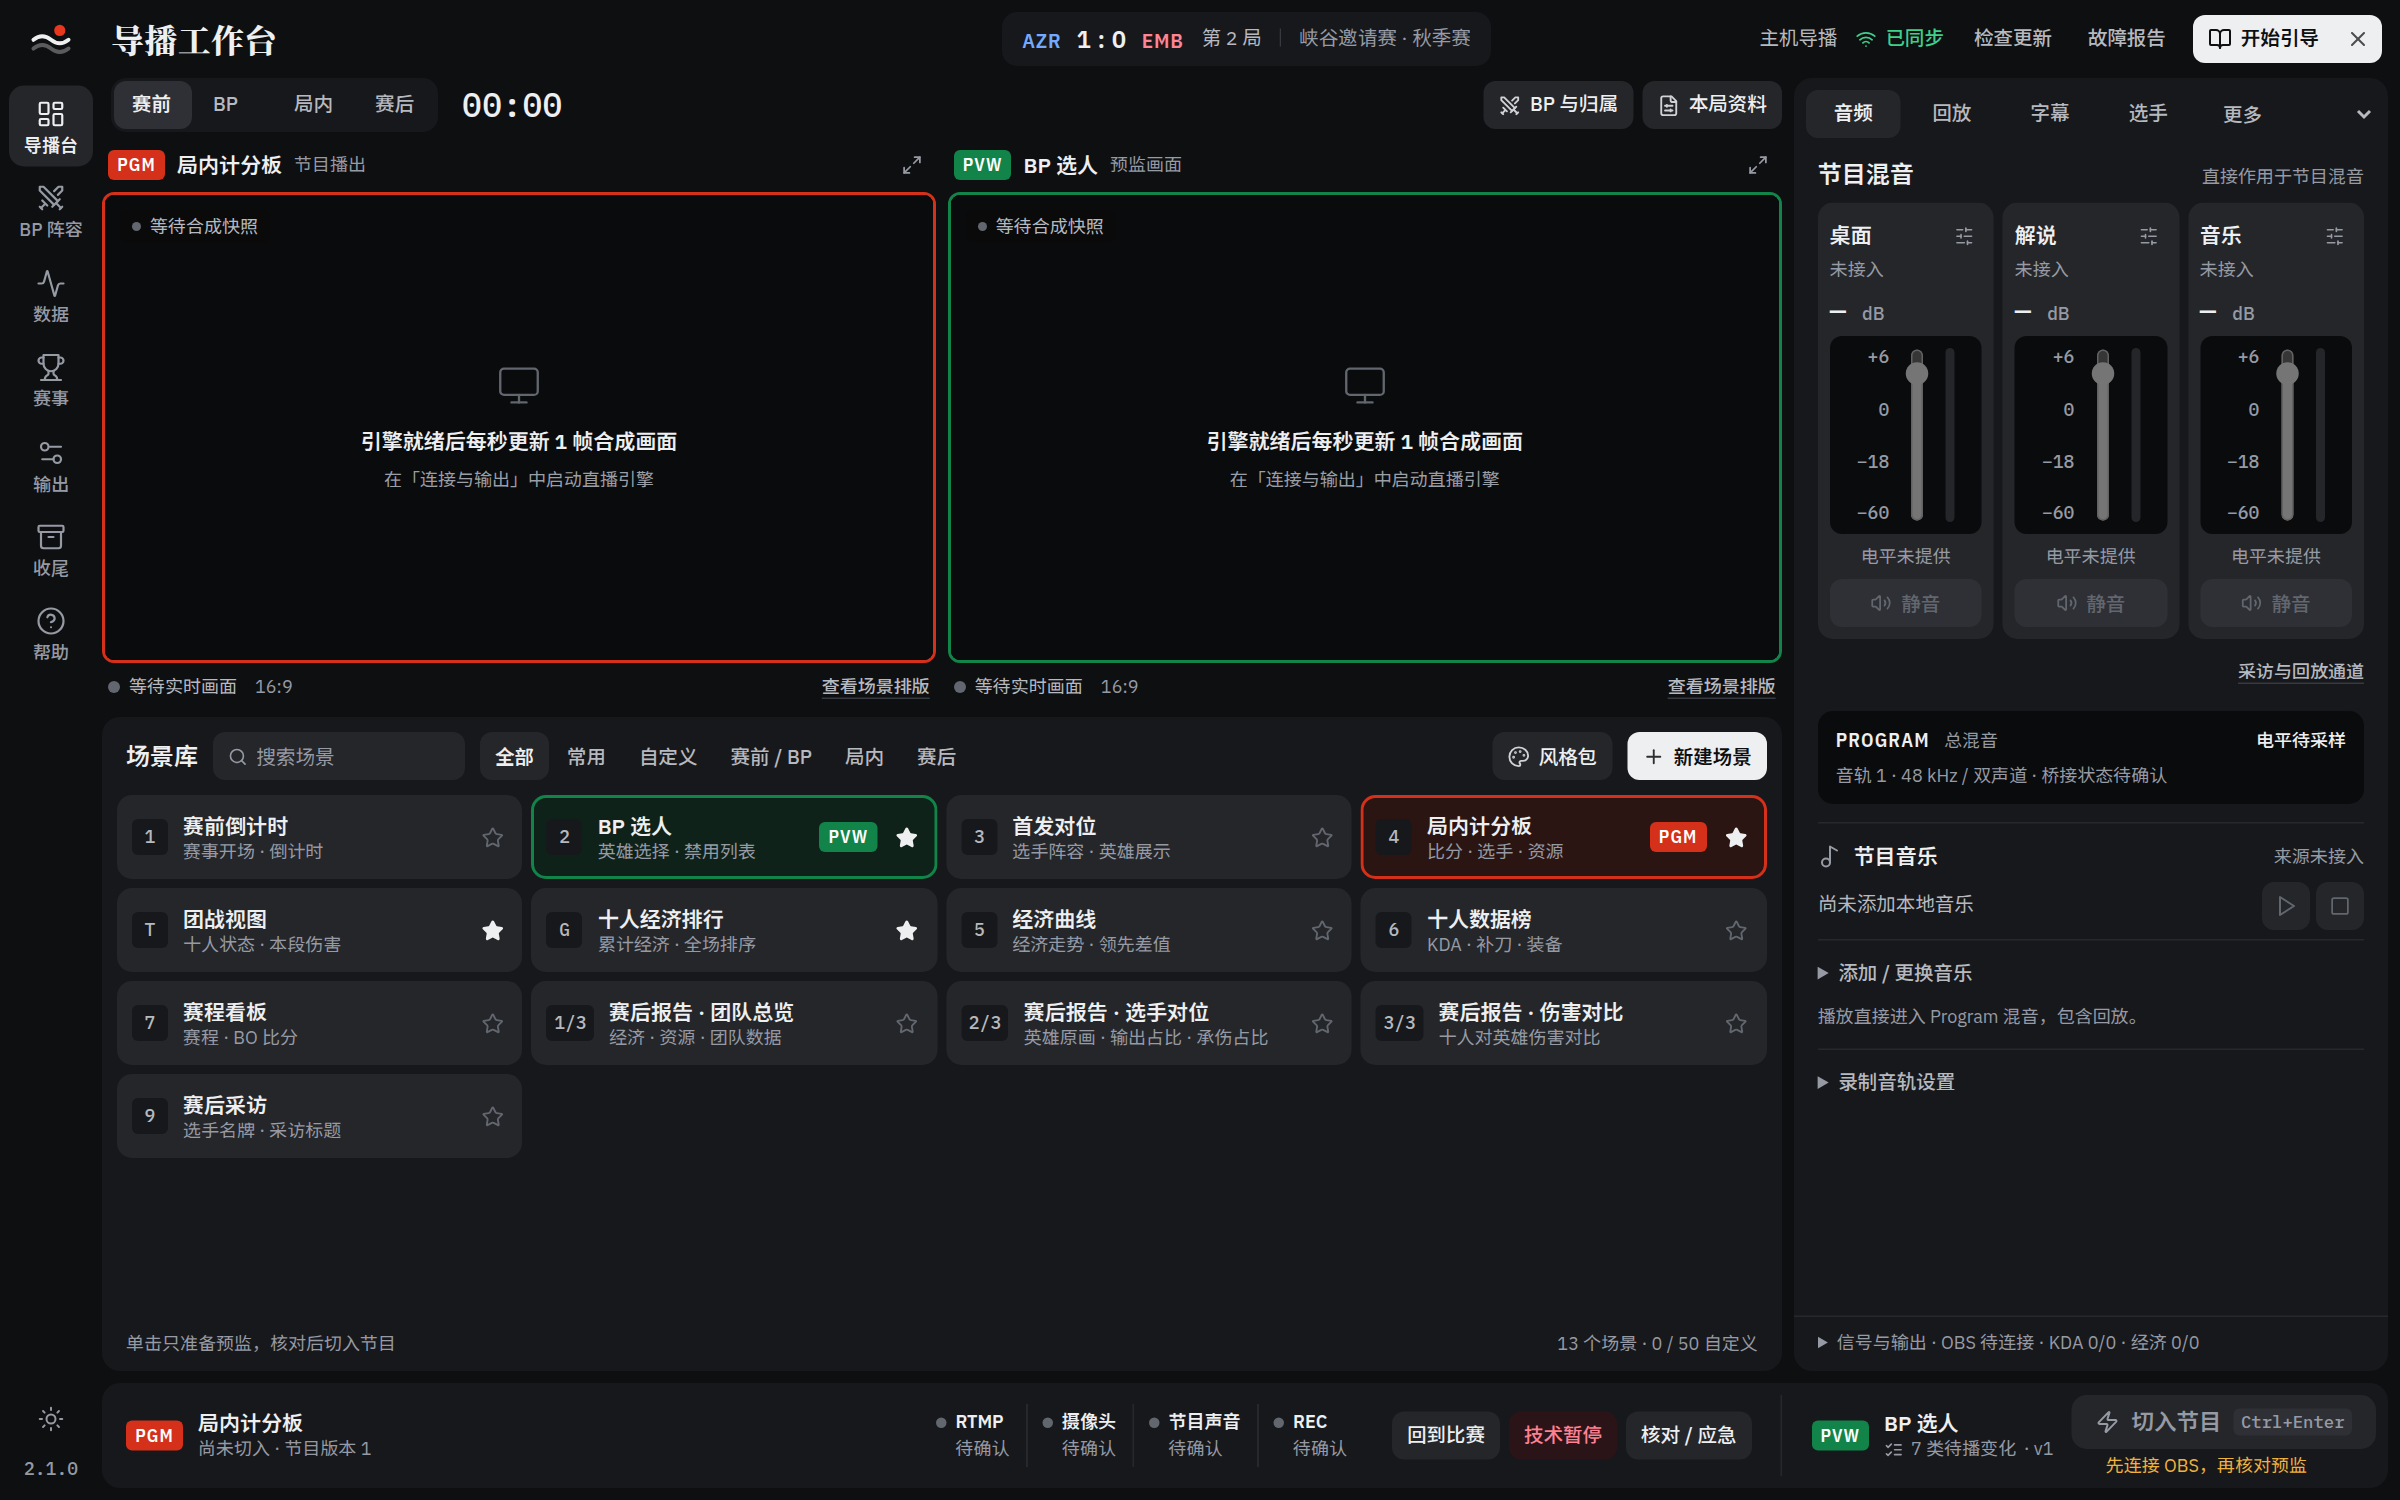 导播工作台
AZR 1 : 0 EMB 第 2 局 峡谷邀请赛 · 秋季赛
主机导播 已同步 检查更新 故障报告 开始引导
导播台
BP 阵容
数据
赛事
输出
收尾
帮助
2.1.0
赛前 BP 局内 赛后 00:00
BP 与归属 本局资料
PGM 局内计分板 节目播出
等待合成快照
引擎就绪后每秒更新 1 帧合成画面
在「连接与输出」中启动直播引擎
等待实时画面 16:9 查看场景排版
PVW BP 选人 预监画面
等待合成快照
引擎就绪后每秒更新 1 帧合成画面
在「连接与输出」中启动直播引擎
等待实时画面 16:9 查看场景排版
场景库 搜索场景 全部 常用 自定义 赛前 / BP 局内 赛后 风格包 新建场景
1 赛前倒计时
赛事开场 · 倒计时
2 BP 选人 PVW
英雄选择 · 禁用列表
3 首发对位
选手阵容 · 英雄展示
4 局内计分板 PGM
比分 · 选手 · 资源
T 团战视图
十人状态 · 本段伤害
G 十人经济排行
累计经济 · 全场排序
5 经济曲线
经济走势 · 领先差值
6 十人数据榜
KDA · 补刀 · 装备
7 赛程看板
赛程 · BO 比分
1/3 赛后报告 · 团队总览
经济 · 资源 · 团队数据
2/3 赛后报告 · 选手对位
英雄原画 · 输出占比 · 承伤占比
3/3 赛后报告 · 伤害对比
十人对英雄伤害对比
9 赛后采访
选手名牌 · 采访标题
单击只准备预监，核对后切入节目
13 个场景 · 0 / 50 自定义
音频 回放 字幕 选手 更多
节目混音 直接作用于节目混音
桌面
未接入
— dB
+6
0
−18
−60
电平未提供
静音
解说
未接入
— dB
+6
0
−18
−60
电平未提供
静音
音乐
未接入
— dB
+6
0
−18
−60
电平未提供
静音
采访与回放通道
PROGRAM 总混音 电平待采样
音轨 1 · 48 kHz / 双声道 · 桥接状态待确认
节目音乐 来源未接入
尚未添加本地音乐
添加 / 更换音乐
播放直接进入 Program 混音，包含回放。
录制音轨设置
信号与输出 · OBS 待连接 · KDA 0/0 · 经济 0/0
PGM 局内计分板
尚未切入 · 节目版本 1
RTMP
待确认
摄像头
待确认
节目声音
待确认
REC
待确认
回到比赛 技术暂停 核对 / 应急
PVW BP 选人
7 类待播变化 · v1
切入节目 Ctrl+Enter
先连接 OBS，再核对预监